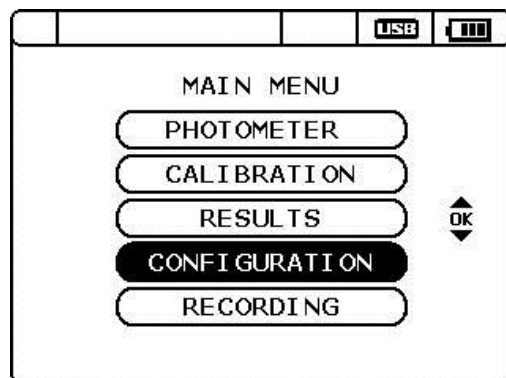 USB
MAIN MENU
PHOTOMETER
CALIBRATION
RESULTS
OK
CONFIGURATION
RECORDING